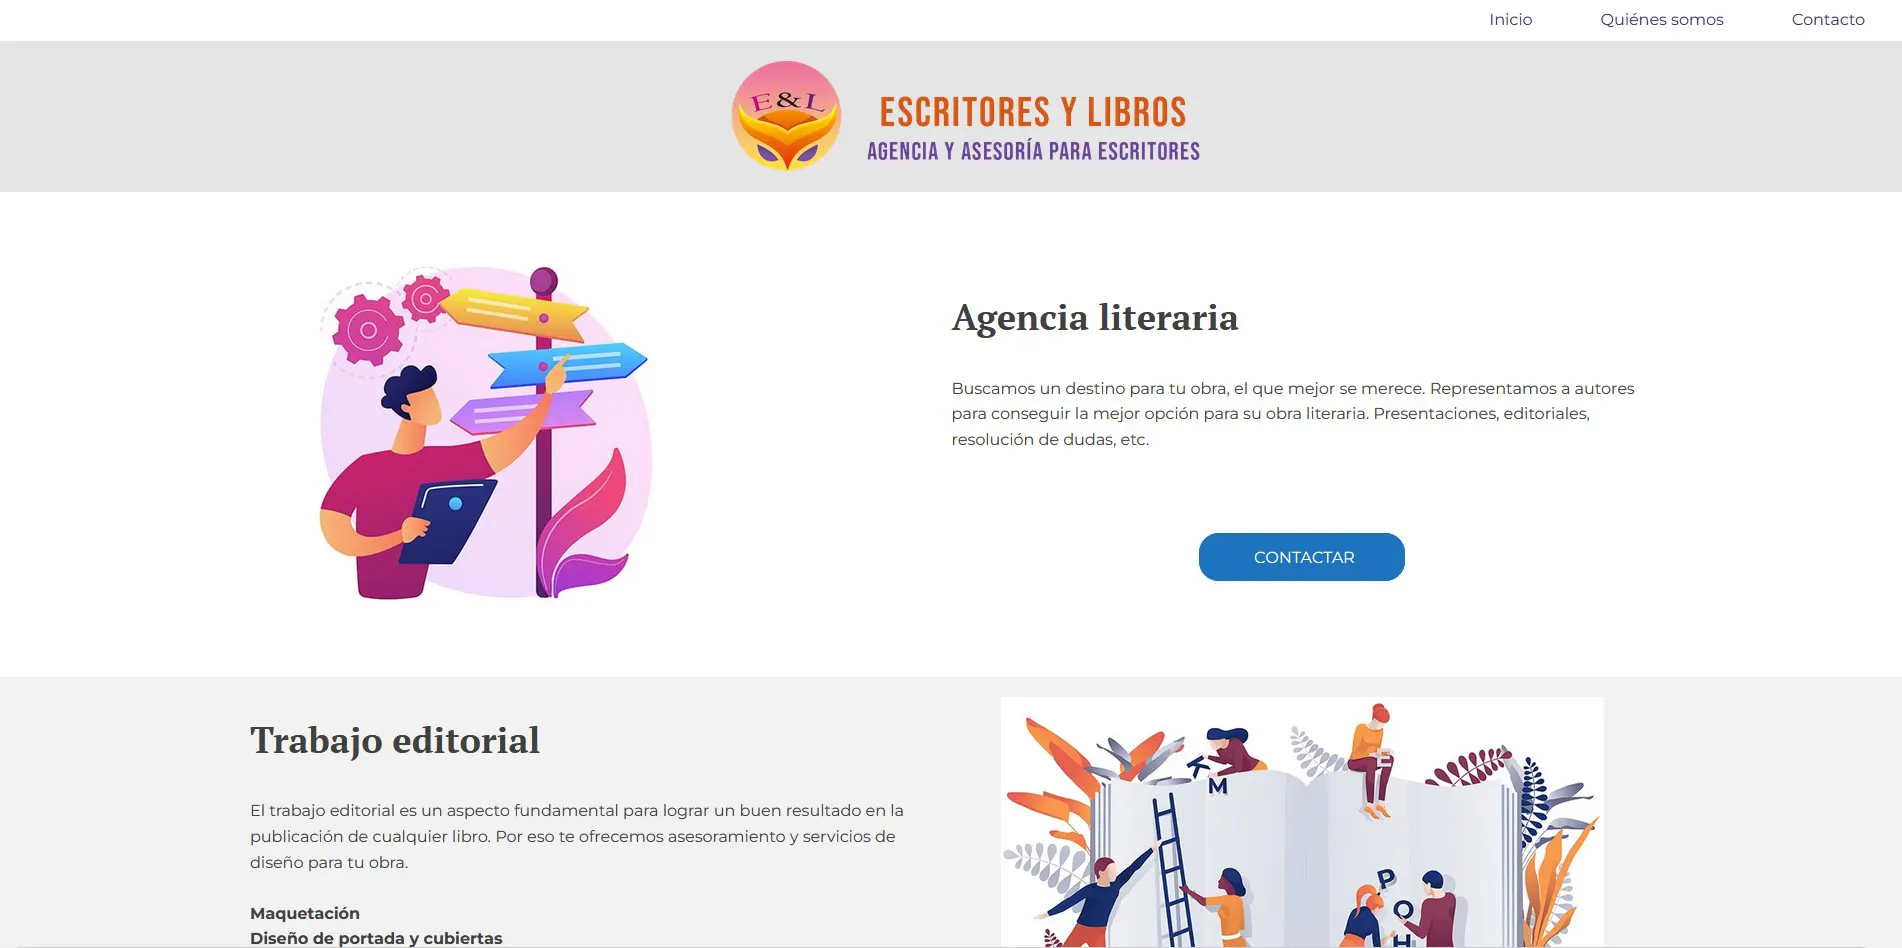 Inicio Quiénes somos Contacto
E&L
ESCRITORES Y LIBROS
AGENCIA Y ASESORÍA PARA ESCRITORES
Agencia literaria
Buscamos un destino para tu obra, el que mejor se merece. Representamos a autores
para conseguir la mejor opción para su obra literaria. Presentaciones, editoriales,
resolución de dudas, etc.
CONTACTAR
Trabajo editorial
El trabajo editorial es un aspecto fundamental para lograr un buen resultado en la
publicación de cualquier libro. Por eso te ofrecemos asesoramiento y servicios de
diseño para tu obra.
Maquetación
Diseño de portada y cubiertas
K
M
E
P
O
H